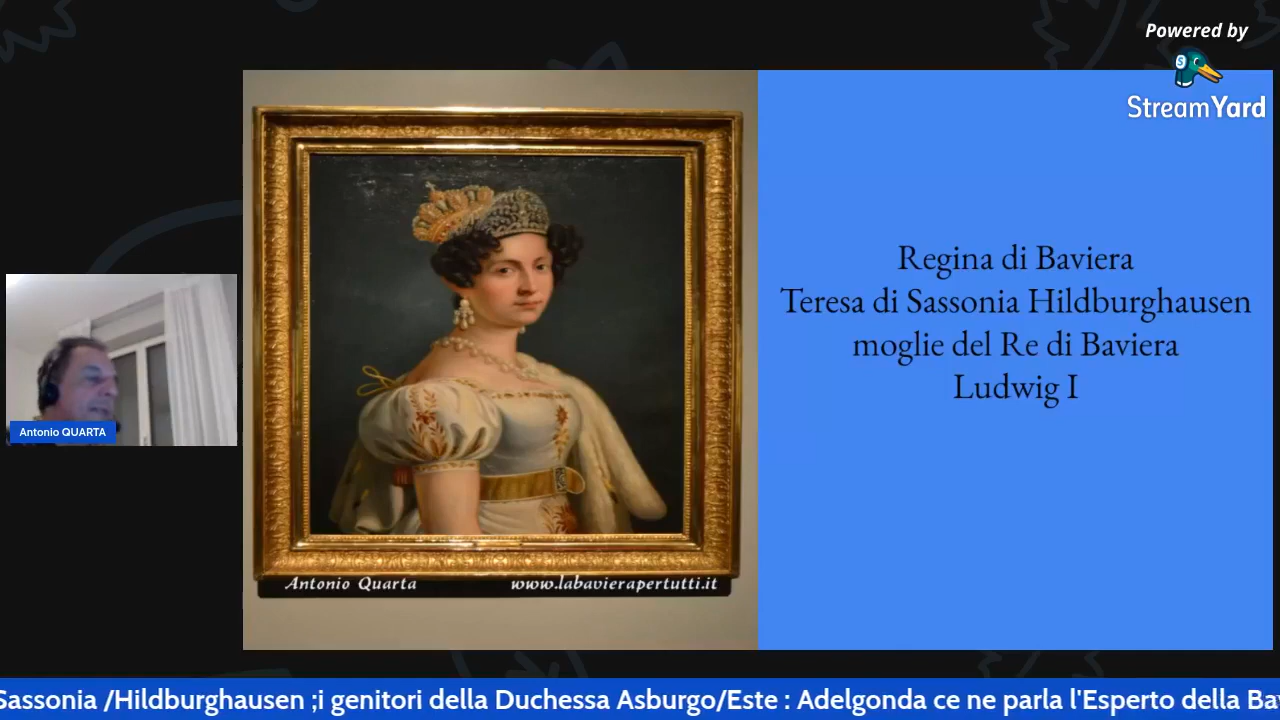 Powered by
StreamYard
Regina di Baviera
Teresa di Sassonia Hildburghausen
moglie del Re di Baviera
Ludwig I
Antonio QUARTA
Antonio Quarta www.labavierapertutti.it
Sassonia /Hildburghausen ;i genitori della Duchessa Asburgo/Este : Adelgonda ce ne parla l'Esperto della Ba